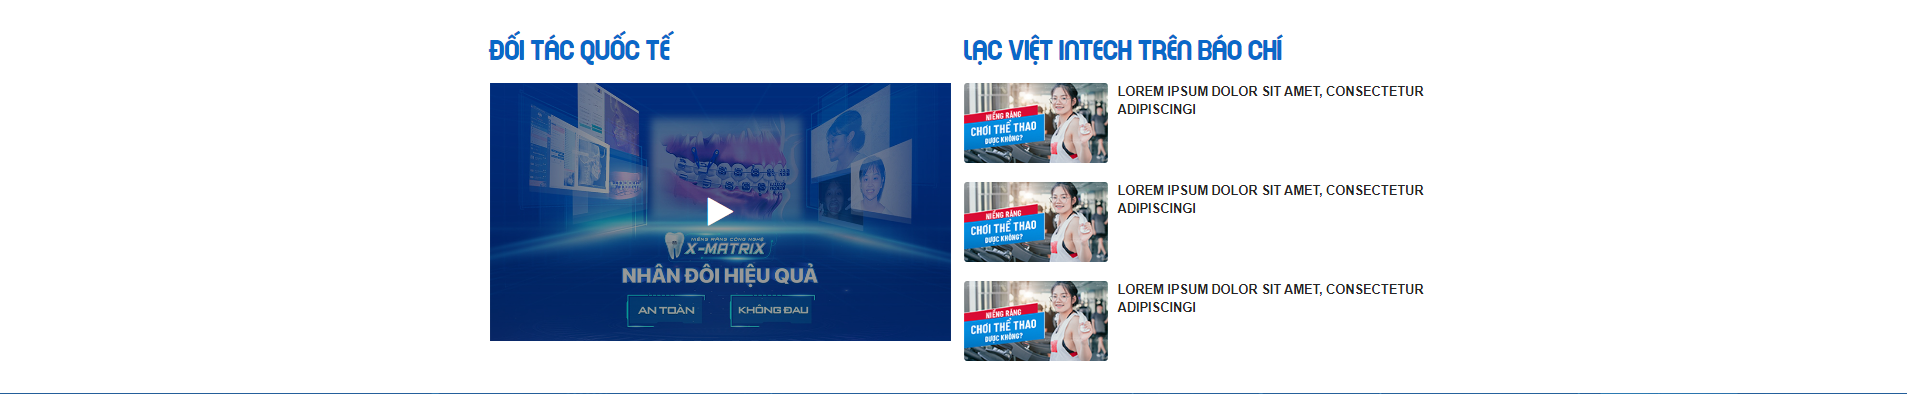 ĐỐI TÁC QUỐC TẾ
NIỀNG RĂNG CÔNG NGHỆ
X-MATRIX
NHÂN ĐÔI HIỆU QUẢ
AN TOÀN
KHÔNG ĐAU
LẠC VIỆT INTECH TRÊN BÁO CHÍ
NIỀNG RĂNG
CHƠI THỂ THAO
ĐƯỢC KHÔNG?
LOREM IPSUM DOLOR SIT AMET, CONSECTETUR
ADIPISCINGI
NIỀNG RĂNG
CHƠI THỂ THAO
ĐƯỢC KHÔNG?
LOREM IPSUM DOLOR SIT AMET, CONSECTETUR
ADIPISCINGI
NIỀNG RĂNG
CHƠI THỂ THAO
ĐƯỢC KHÔNG?
LOREM IPSUM DOLOR SIT AMET, CONSECTETUR
ADIPISCINGI